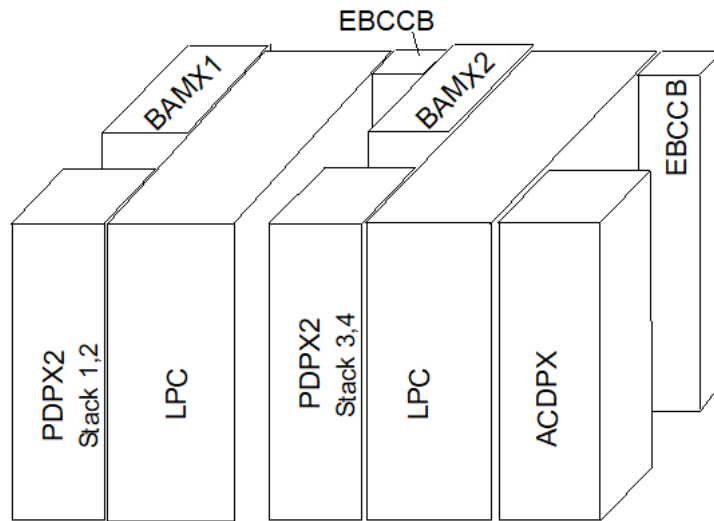 EBCCB
BAMX1
BAMX2
EBCCB
PDPX2
Stack 1,2
LPC
PDPX2
Stack 3,4
LPC
ACDPX